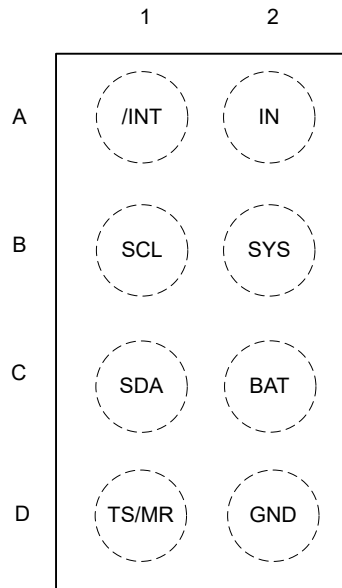 1 2
A /INT IN
B SCL SYS
C SDA BAT
D TS/MR GND